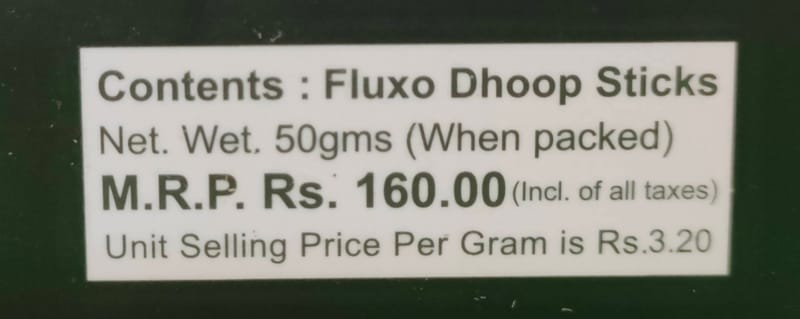 Contents : Fluxo Dhoop Sticks
Net. Wet. 50gms (When packed)
M.R.P. Rs. 160.00 (Incl. of all taxes)
Unit Selling Price Per Gram is Rs.3.20